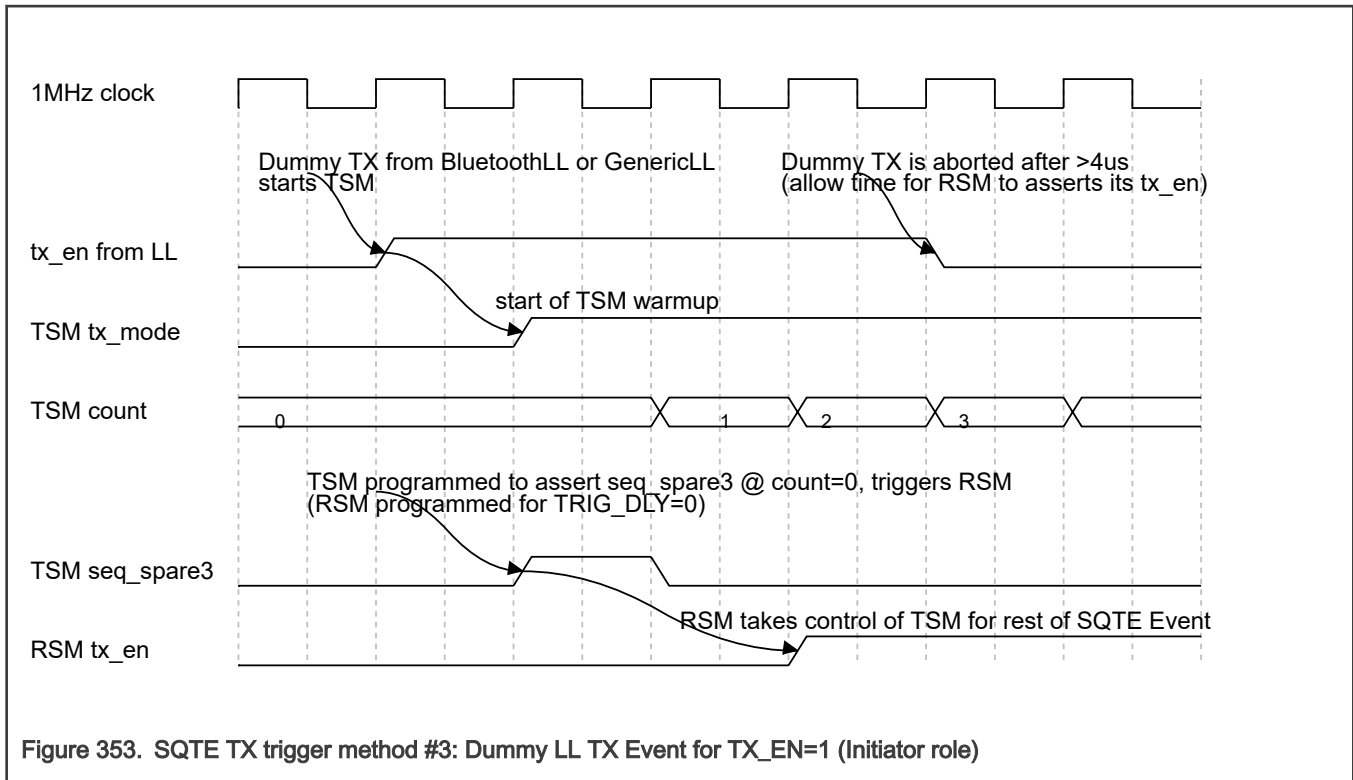 1MHz clock
Dummy TX from BluetoothLL or GenericLL
starts TSM
Dummy TX is aborted after >4us
(allow time for RSM to asserts its tx_en)
tx_en from LL
start of TSM warmup
TSM tx_mode
TSM count
0
1
2
3
TSM programmed to assert seq_spare3 @ count=0, triggers RSM
(RSM programmed for TRIG_DLY=0)
TSM seq_spare3
RSM takes control of TSM for rest of SQTE Event
RSM tx_en
Figure 353. SQTE TX trigger method #3: Dummy LL TX Event for TX_EN=1 (Initiator role)